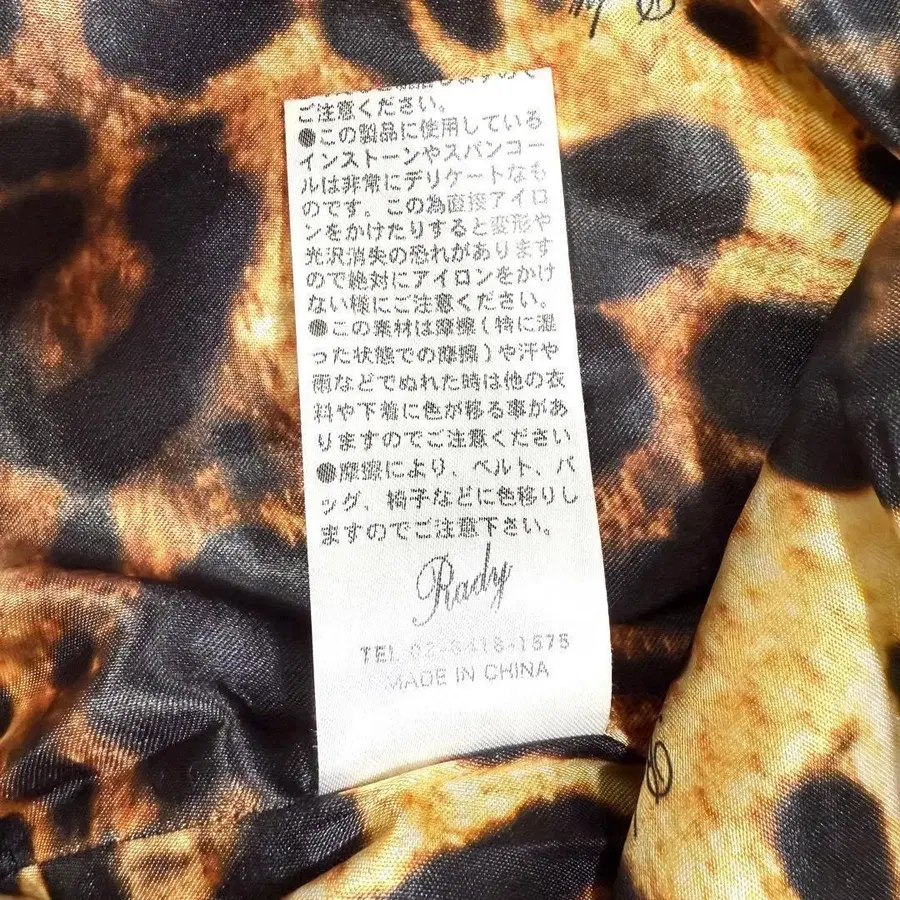 ご注意ください。
●この製品に使用している
インストーンやスパンコー
ルは非常にデリケートなも
のです。この為直接アイロ
ンをかけたりすると変形や
光沢消失の恐れがあります
ので絶対にアイロンをかけ
ない様にご注意ください。
●この素材は摩擦(特に湿
った状態での摩擦)や汗や
雨などでぬれた時は他の衣
料や下着に色が移る事があ
りますのでご注意ください
●摩擦により、ベルト、バ
ッグ、椅子などに色移りし
ますのでご注意下さい。
Rady
TEL 02-6418-1575
MADE IN CHINA